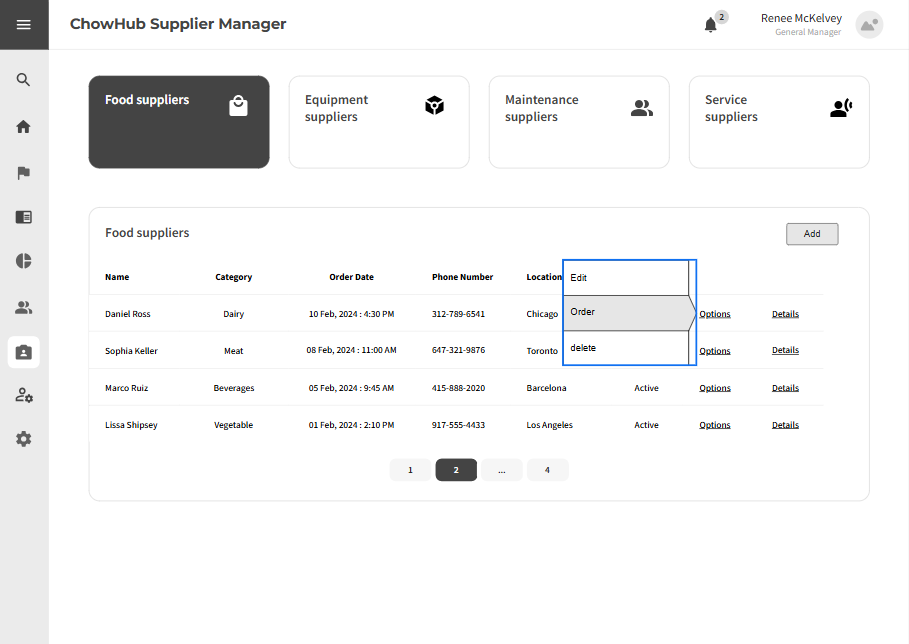 ChowHub Supplier Manager
2
Renee McKelvey
General Manager
Food suppliers
Equipment
suppliers
Maintenance
suppliers
Service
suppliers
Food suppliers
Add
Name Category Order Date Phone Number Location
Edit
Daniel Ross Dairy 10 Feb, 2024 : 4:30 PM 312-789-6541 Chicago Order Options Details
Sophia Keller Meat 08 Feb, 2024 : 11:00 AM 647-321-9876 Toronto delete Options Details
Marco Ruiz Beverages 05 Feb, 2024 : 9:45 AM 415-888-2020 Barcelona Active Options Details
Lissa Shipsey Vegetable 01 Feb, 2024 : 2:10 PM 917-555-4433 Los Angeles Active Options Details
1 2 ... 4